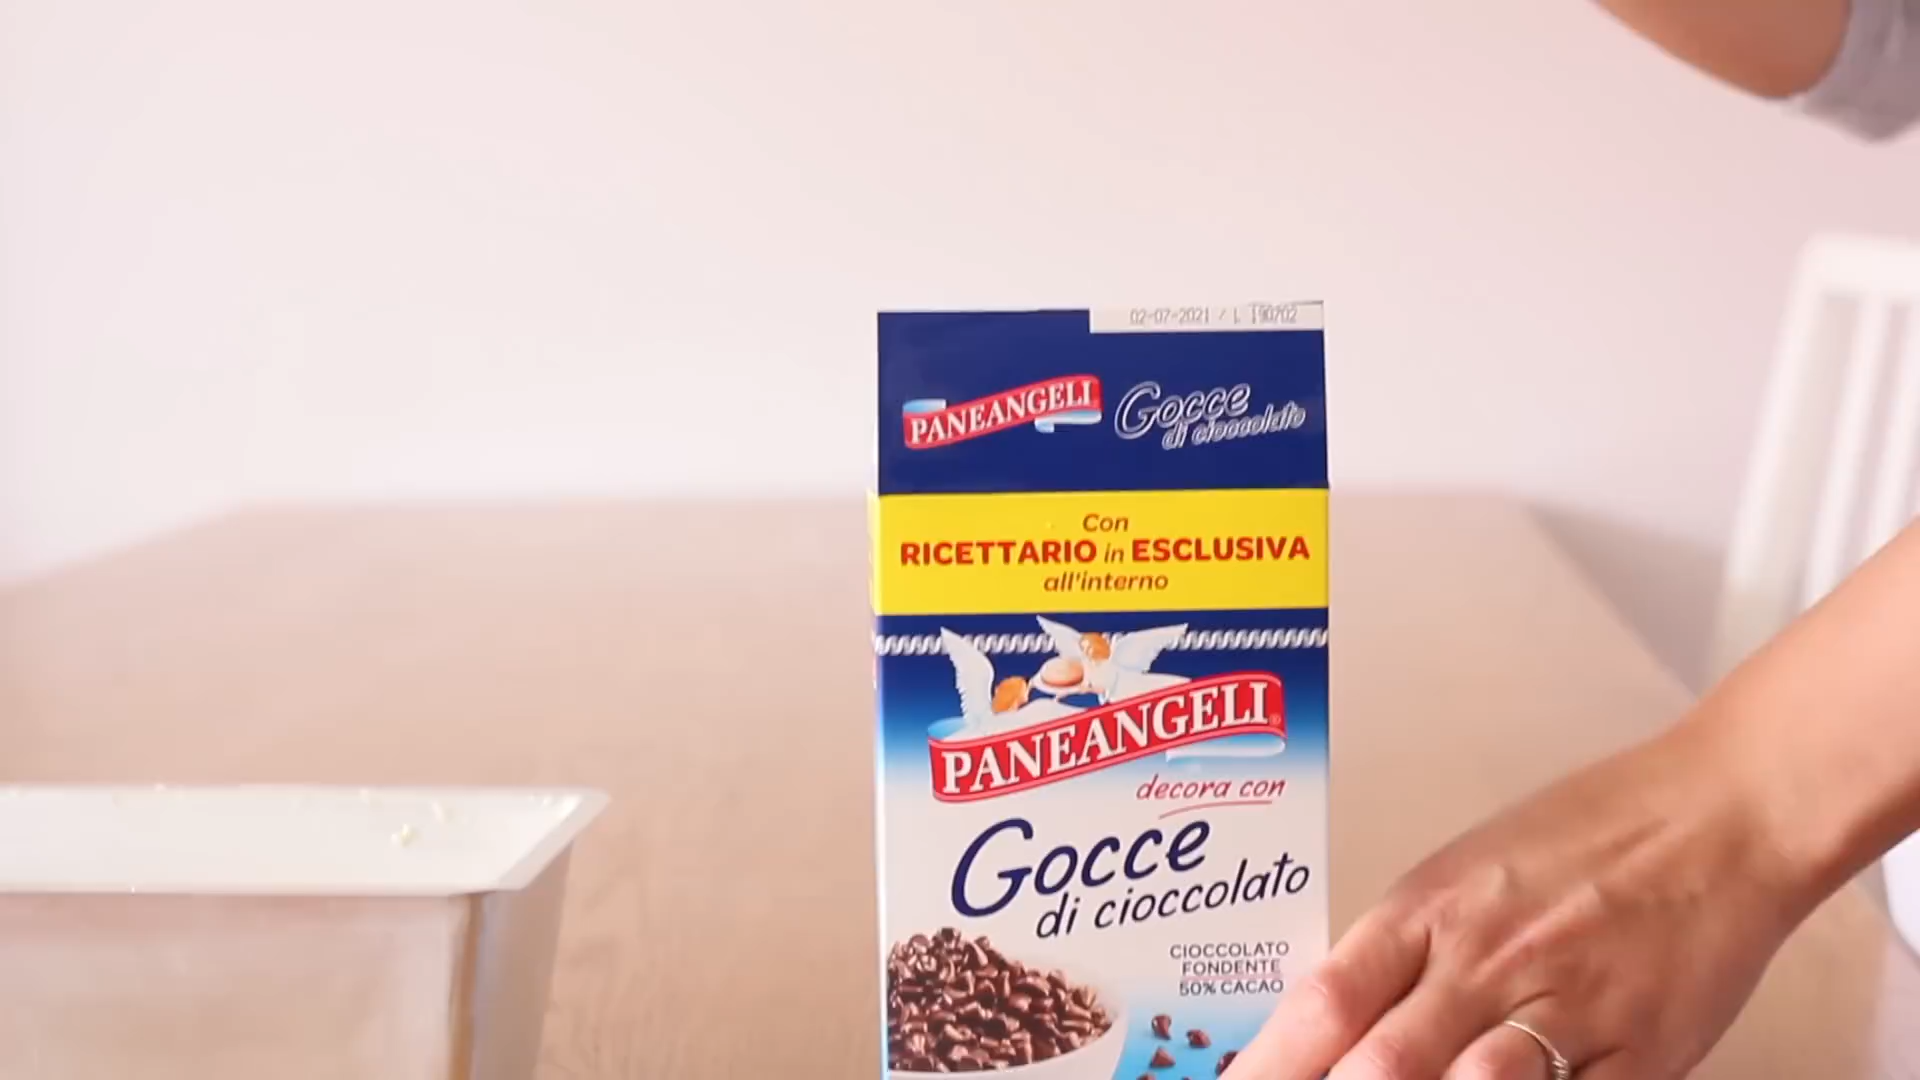 02-07-2021 / L 190702
PANEANGELI
Gocce
di cioccolato
Con
RICETTARIO in ESCLUSIVA
all'interno
PANEANGELI
decora con
Gocce
di cioccolato
CIOCCOLATO
FONDENTE
50% CACAO